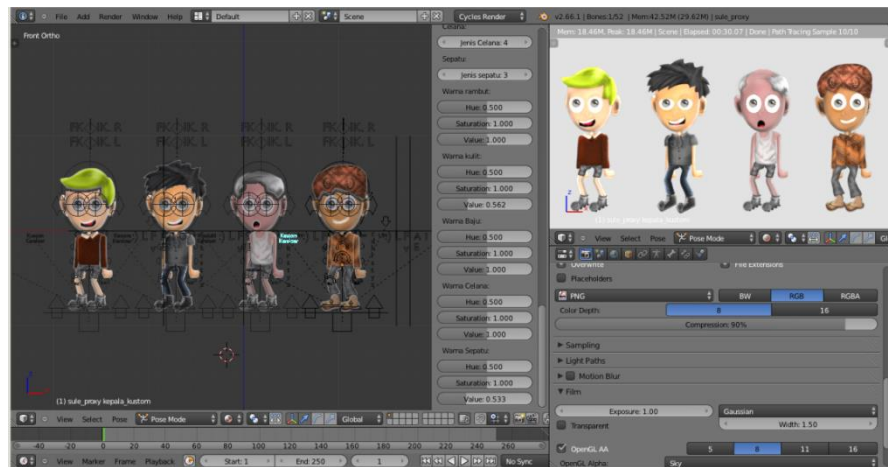 File Add Render Window Help
Default
Scene
Cycles Render
v2.66.1 | Bones:1/52 | Mem:42.52M (29.62M) | sule_proxy
Front Ortho
Celana:
Jenis Celana: 4
Sepatu:
Jenis sepatu: 3
Warna rambut:
Hue: 0.500
Saturation: 1.000
Value: 1.000
Warna kulit:
Hue: 0.500
Saturation: 1.000
Value: 0.562
Warna Baju:
Hue: 0.500
Saturation: 1.000
Value: 1.000
Warna Celana:
Hue: 0.500
Saturation: 1.000
Value: 1.000
Warna Sepatu:
Hue: 0.500
Saturation: 1.000
Value: 0.533
(1) sule_proxy kepala_kustom
View Select Pose Pose Mode Global
-40 -20 0 20 40 60 80 100 120 140 160 180 200 220 240 260
View Marker Frame Playback Start: 1 End: 250 1 No Sync
Mem: 18.46M, Peak: 18.46M | Scene | Elapsed: 00:30.07 | Done | Path Tracing Sample 10/10
(1) sule_proxy kepala_kustom
View Select Pose Pose Mode
Overwrite File Extensions
Placeholders
PNG BW RGB RGBA
Color Depth: 8 16
Compression: 90%
Sampling
Light Paths
Motion Blur
Film
Exposure: 1.00 Gaussian
Transparent Width: 1.50
OpenGL AA 5 8 11 16
OpenGL Alpha: Sky